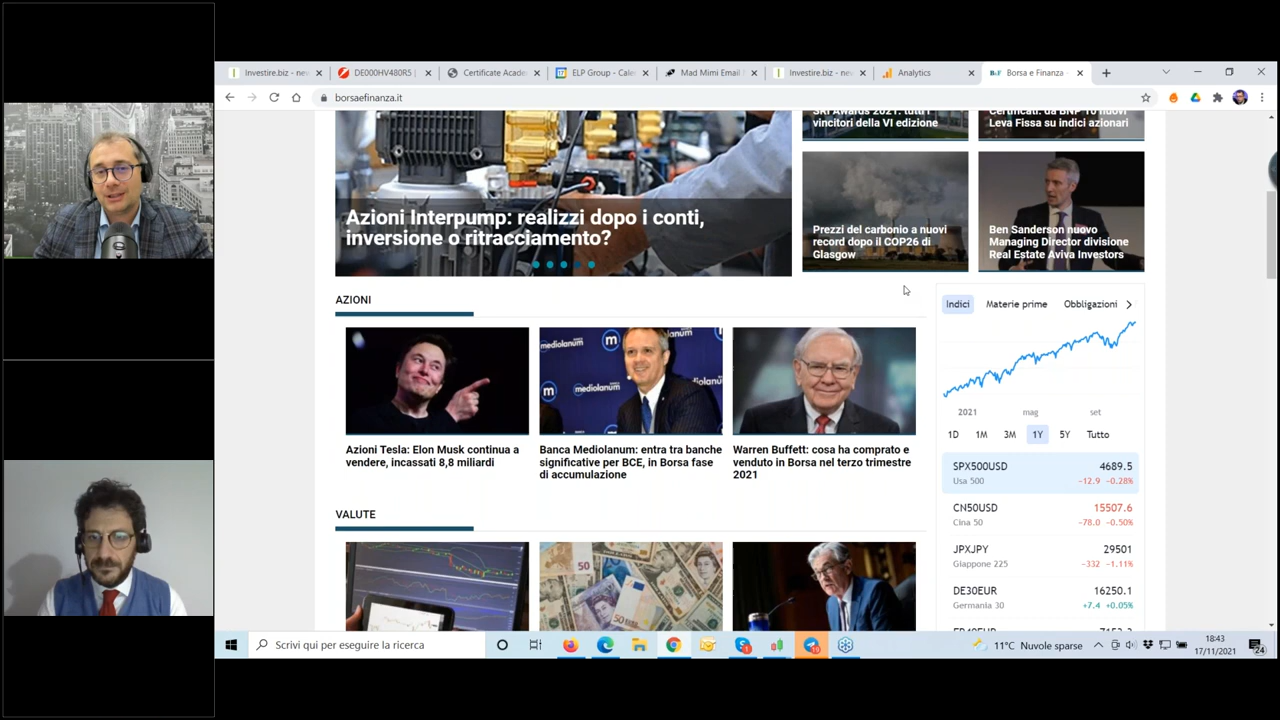 Investire.biz - ne
DE000HV480R5 |
Certificate Acade
ELP Group - Cale
Mad Mimi Email
Investire.biz - ne
Analytics
Borsa e Finanza -
borsaefinanza.it
SRI Awards 2021: tutti i
vincitori della VI edizione
Certificati: da BNP 10 nuovi
Leva Fissa su indici azionari
Azioni Interpump: realizzi dopo i conti,
inversione o ritracciamento?
Prezzi del carbonio a nuovi
record dopo il COP26 di
Glasgow
Ben Sanderson nuovo
Managing Director divisione
Real Estate Aviva Investors
AZIONI
mediolanum
Azioni Tesla: Elon Musk continua a
vendere, incassati 8,8 miliardi
Banca Mediolanum: entra tra banche
significative per BCE, in Borsa fase
di accumulazione
Warren Buffett: cosa ha comprato e
venduto in Borsa nel terzo trimestre
2021
VALUTE
50
Indici Materie prime Obbligazioni
2021 mag set
1D 1M 3M 1Y 5Y Tutto
SPX500USD 4689.5
Usa 500 −12.9 −0.28%
CN50USD 15507.6
Cina 50 −78.0 −0.50%
JPXJPY 29501
Giappone 225 −332 −1.11%
DE30EUR 16250.1
Germania 30 +7.4 +0.05%
Scrivi qui per eseguire la ricerca
11°C Nuvole sparse
18:43
17/11/2021
24